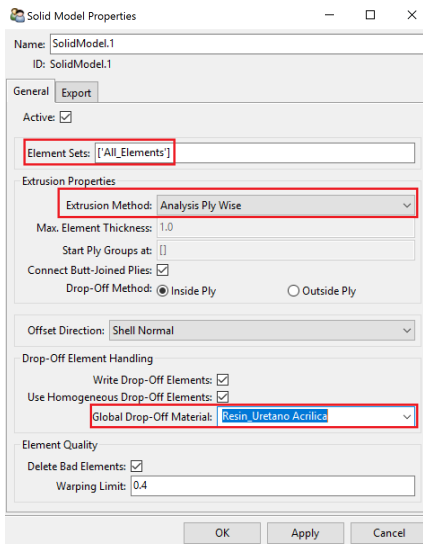 Solid Model Properties
Name: SolidModel.1
ID: SolidModel.1
General Export
Active:
Element Sets: ['All_Elements']
Extrusion Properties
Extrusion Method: Analysis Ply Wise
Max. Element Thickness: 1.0
Start Ply Groups at: []
Connect Butt-Joined Plies:
Drop-Off Method: Inside Ply Outside Ply
Offset Direction: Shell Normal
Drop-Off Element Handling
Write Drop-Off Elements:
Use Homogeneous Drop-Off Elements:
Global Drop-Off Material: Resin_Uretano Acrilica
Element Quality
Delete Bad Elements:
Warping Limit: 0.4
OK Apply Cancel